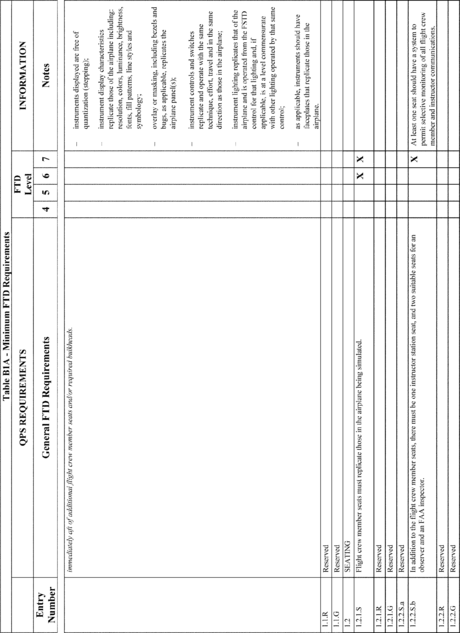 Table B1A - Minimum FTD Requirements
QPS REQUIREMENTS
FTD
Level
INFORMATION
Entry
Number
General FTD Requirements
4
5
6
7
Notes
immediately aft of additional flight crew member seats and/or required bulkheads.
– instruments displayed are free of
quantization (stepping);
– instrument display characteristics
replicate those of the airplane including:
resolution, colors, luminance, brightness,
fonts, fill patterns, line styles and
symbology;
– overlay or masking, including bezels and
bugs, as applicable, replicates the
airplane panel(s);
– instrument controls and switches
replicate and operate with the same
technique, effort, travel and in the same
direction as those in the airplane;
– instrument lighting replicates that of the
airplane and is operated from the FSTD
control for that lighting and, if
applicable, is at a level commensurate
with other lighting operated by that same
control;
– as applicable, instruments should have
faceplates that replicate those in the
airplane.
1.1.R
Reserved
1.1.G
Reserved
1.2
SEATING
1.2.1.S
Flight crew member seats must replicate those in the airplane being simulated.
X
X
1.2.1.R
Reserved
1.2.1.G
Reserved
1.2.2.S.a
Reserved
1.2.2.S.b
In addition to the flight crew member seats, there must be one instructor station seat, and two suitable seats for an
observer and an FAA inspector.
X
At least one seat should have a system to
permit selective monitoring of all flight crew
member and instructor communications.
1.2.2.R
Reserved
1.2.2.G
Reserved